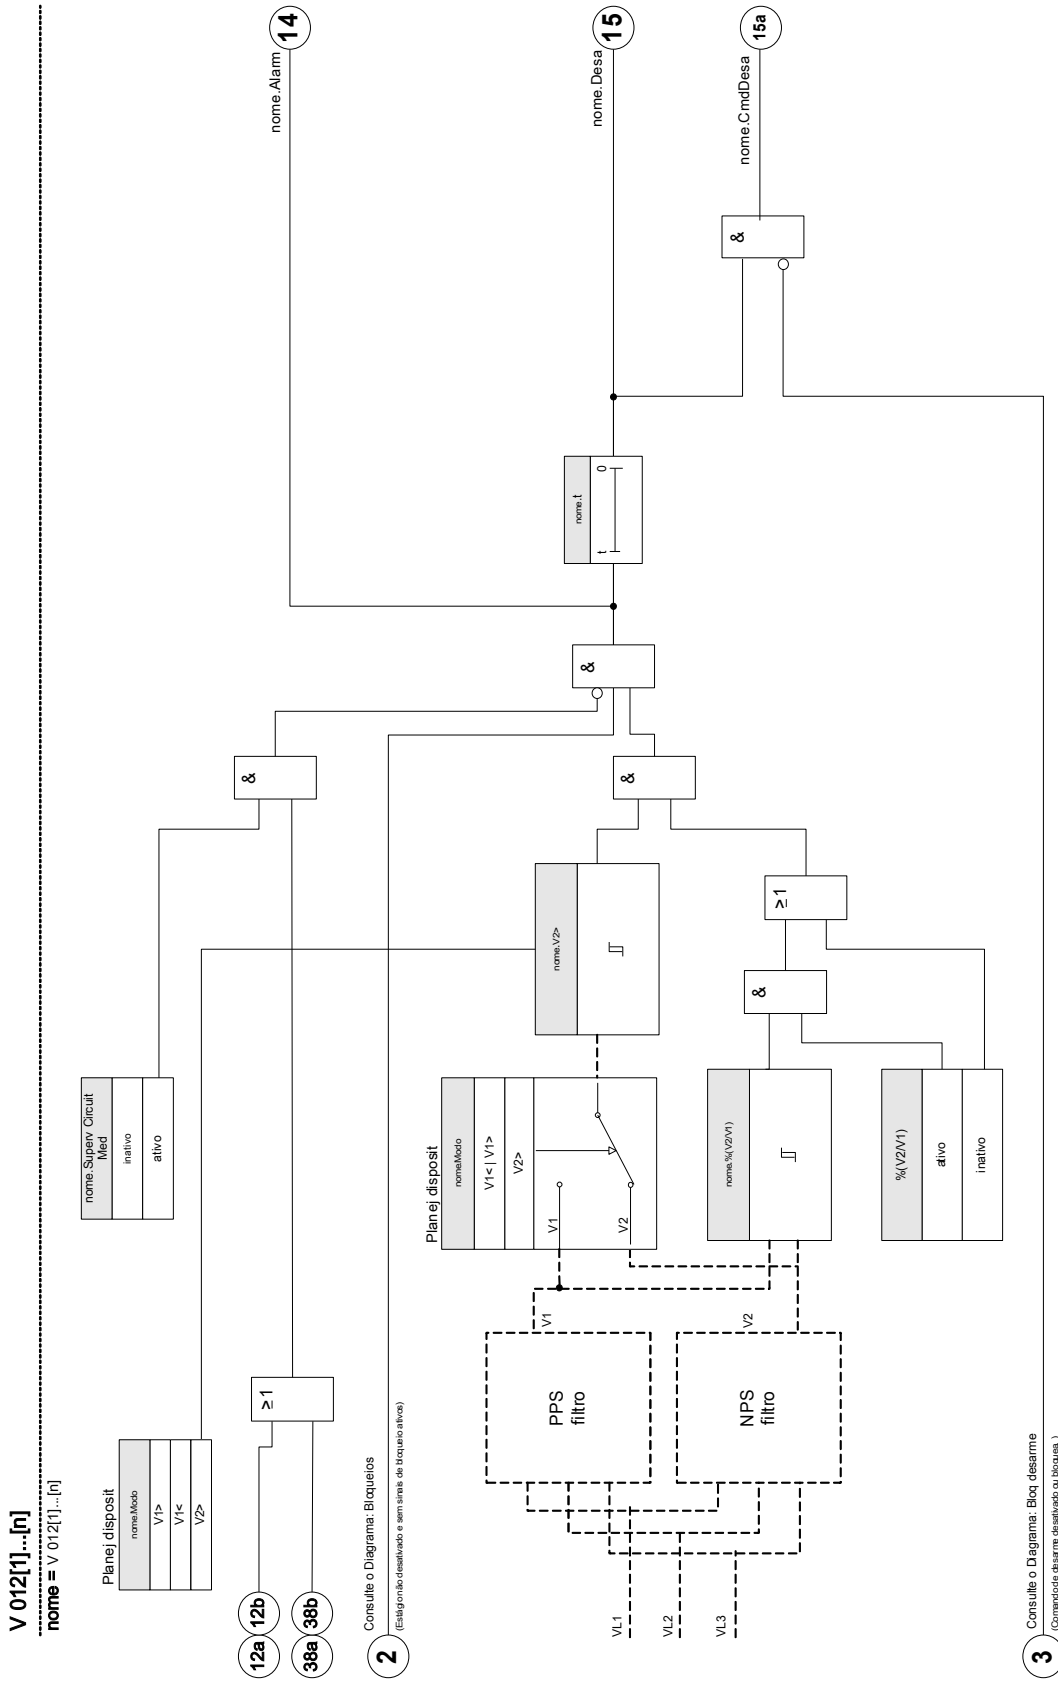 V 012[1]...[n]
nome = V 012[1]...[n]
Planej disposit
nome.Modo
V1>
V1<
V2>
nome.Superv Circuit
Med
inativo
ativo
12a
12b
38a
38b
≥1
&
nome.Alarm
14
2
Consulte o Diagrama: Bloqueios
(Estágio não desativado e sem sinais de bloqueio ativos)
VL1
VL2
VL3
PPS
filtro
NPS
filtro
V1
V2
Planej disposit
nome.Modo
V1< | V1>
V2>
V1
V2
nome.V2>
nome.%(V2/V1)
%(V2/V1)
ativo
inativo
&
≥1
&
&
nome.t
t
0
nome.Desa
15
&
nome.CmdDesa
15a
3
Consulte o Diagrama: Bloq desarme
(Comando de desarme desativado ou bloquea. )